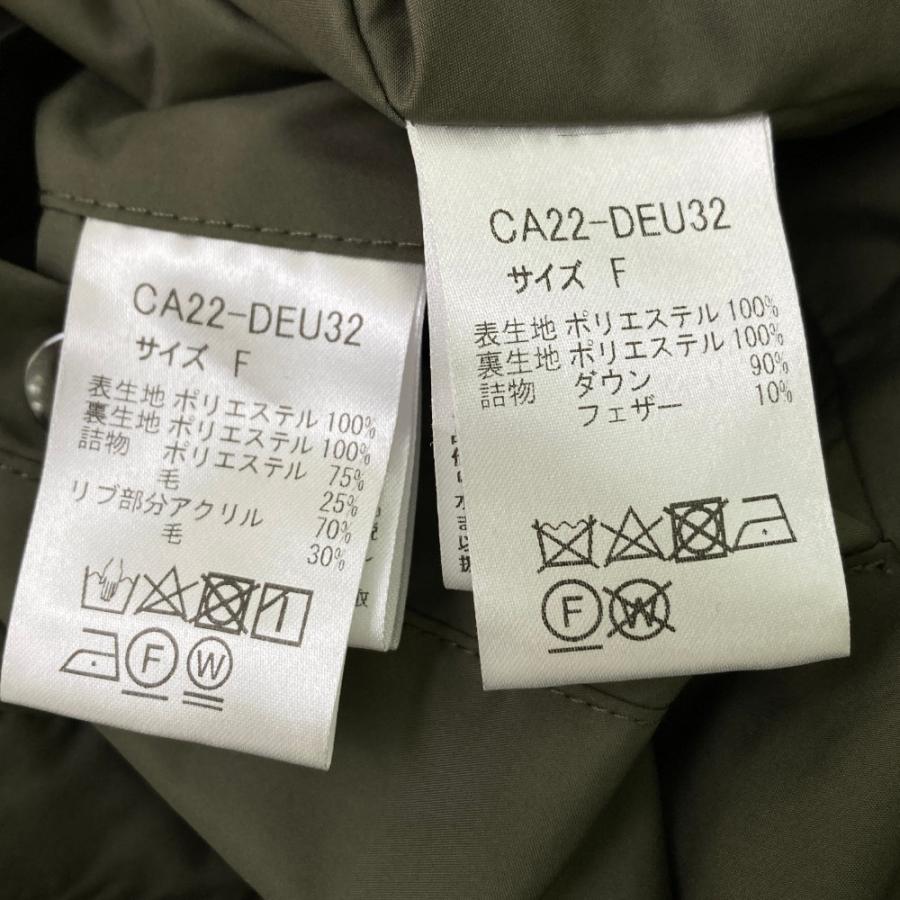 CA22-DEU32
サイズ F
表生地 ポリエステル 100%
裏生地 ポリエステル 100%
詰物 ポリエステル 75%
毛 25%
リブ部分アクリル 70%
毛 30%
F
W
取
CA22-DEU32
サイズ F
表生地 ポリエステル 100%
裏生地 ポリエステル 100%
詰物 ダウン 90%
フェザー 10%
F
W
水
ま
以